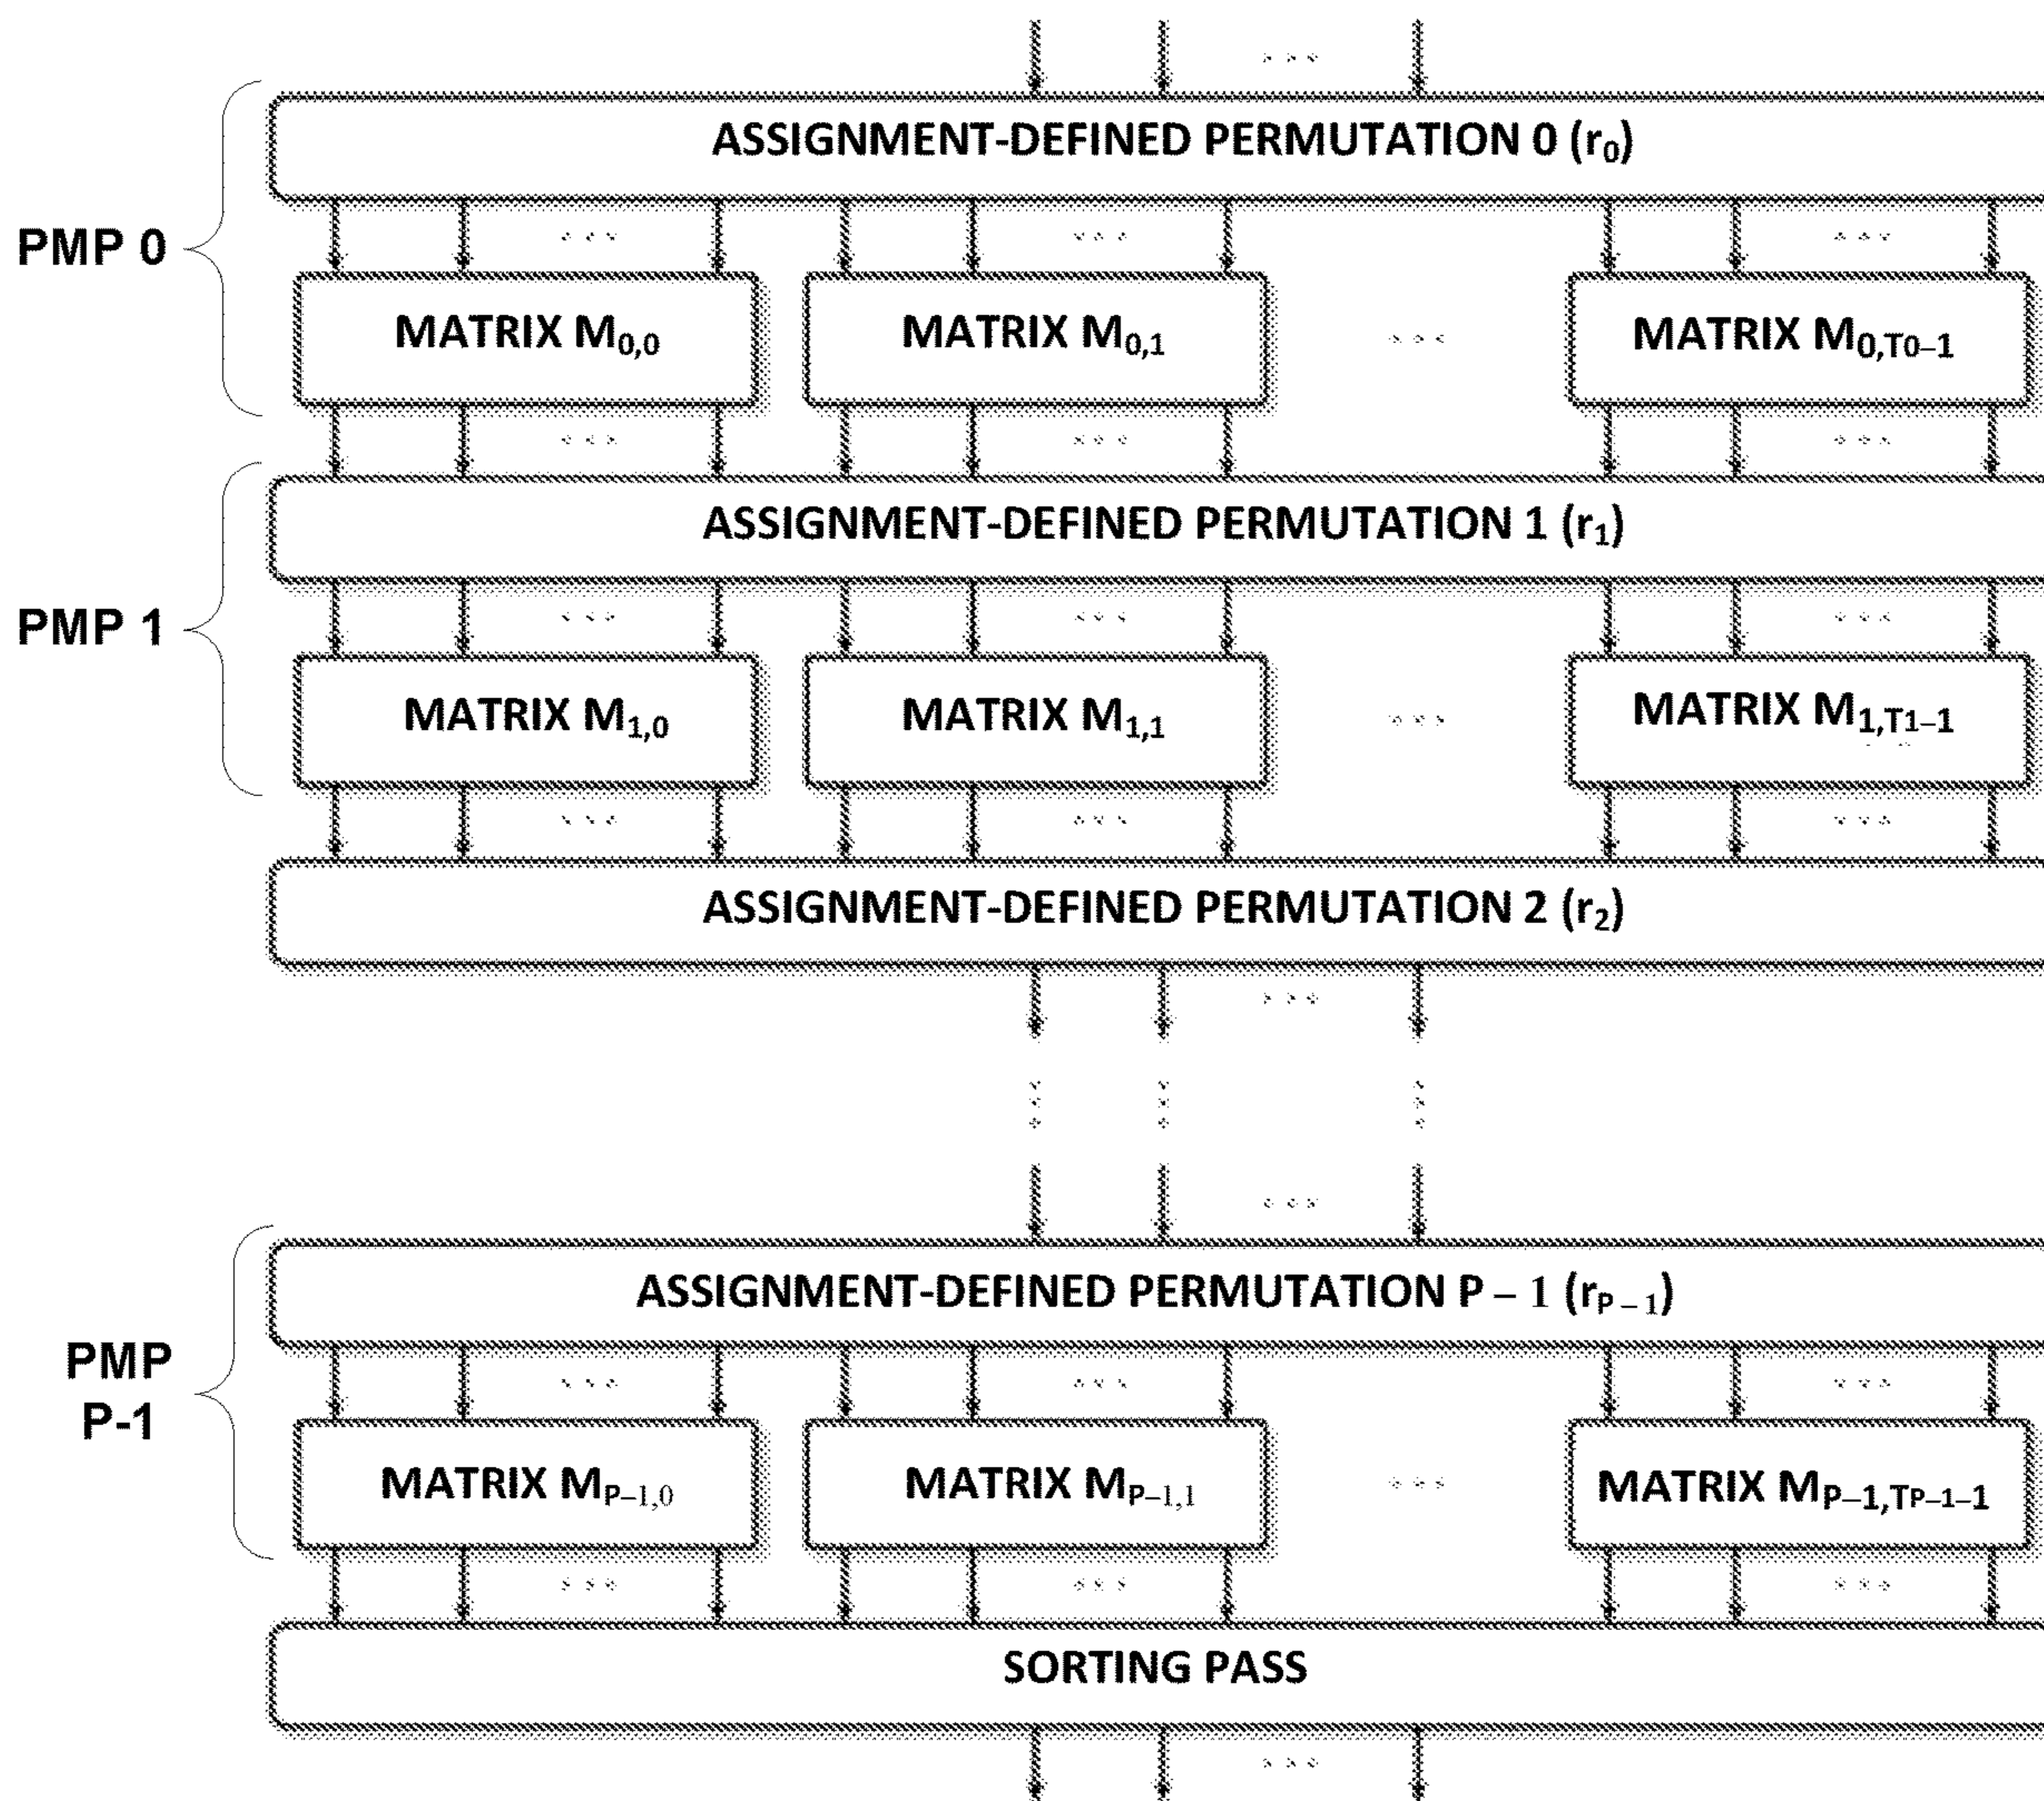 ASSIGNMENT-DEFINED PERMUTATION 0 (r0)
PMP 0
MATRIX M0,0
MATRIX M0,1
...
MATRIX M0,T0–1
ASSIGNMENT-DEFINED PERMUTATION 1 (r1)
PMP 1
MATRIX M1,0
MATRIX M1,1
...
MATRIX M1,T1–1
ASSIGNMENT-DEFINED PERMUTATION 2 (r2)
ASSIGNMENT-DEFINED PERMUTATION P – 1 (rP – 1)
PMP
P-1
MATRIX MP–1,0
MATRIX MP–1,1
...
MATRIX MP–1,TP–1–1
SORTING PASS